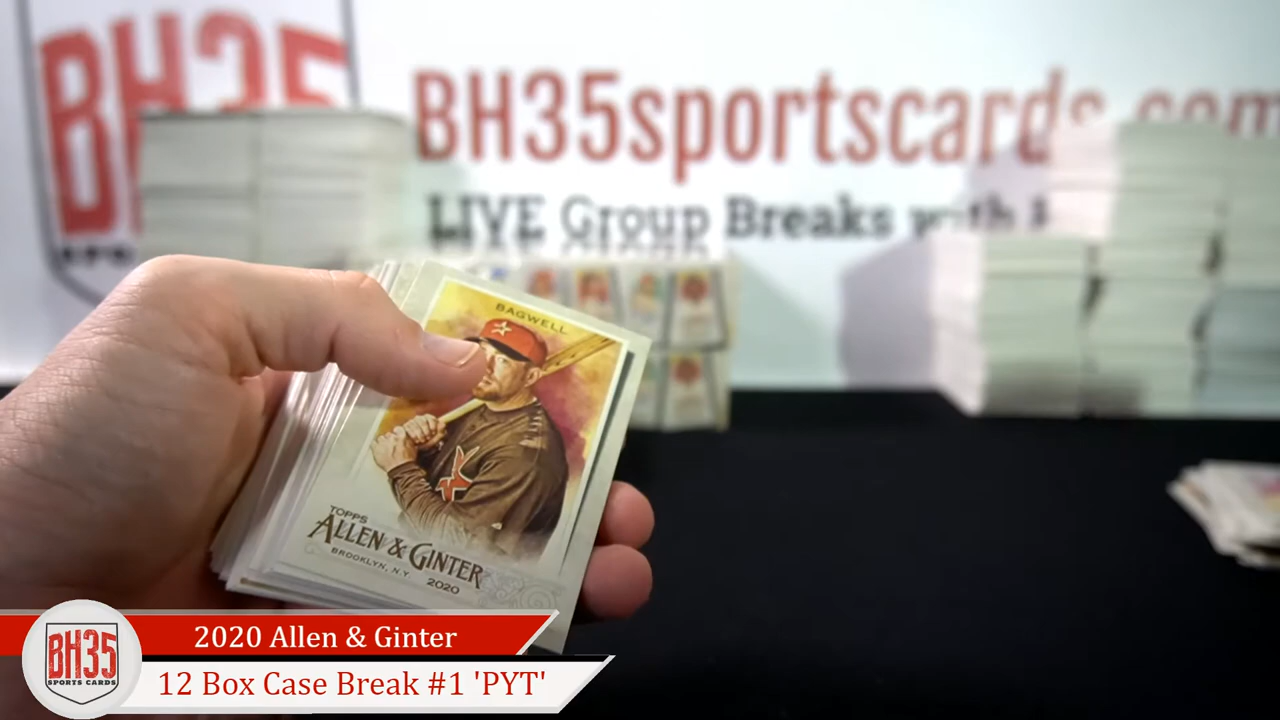 BH35
BH35sportscards.com
LIVE Group Breaks with
BAGWELL
TOPPS
ALLEN & GINTER
BROOKLYN, N.Y.
2020
BH35
SPORTS CARDS
2020 Allen & Ginter
12 Box Case Break #1 'PYT'